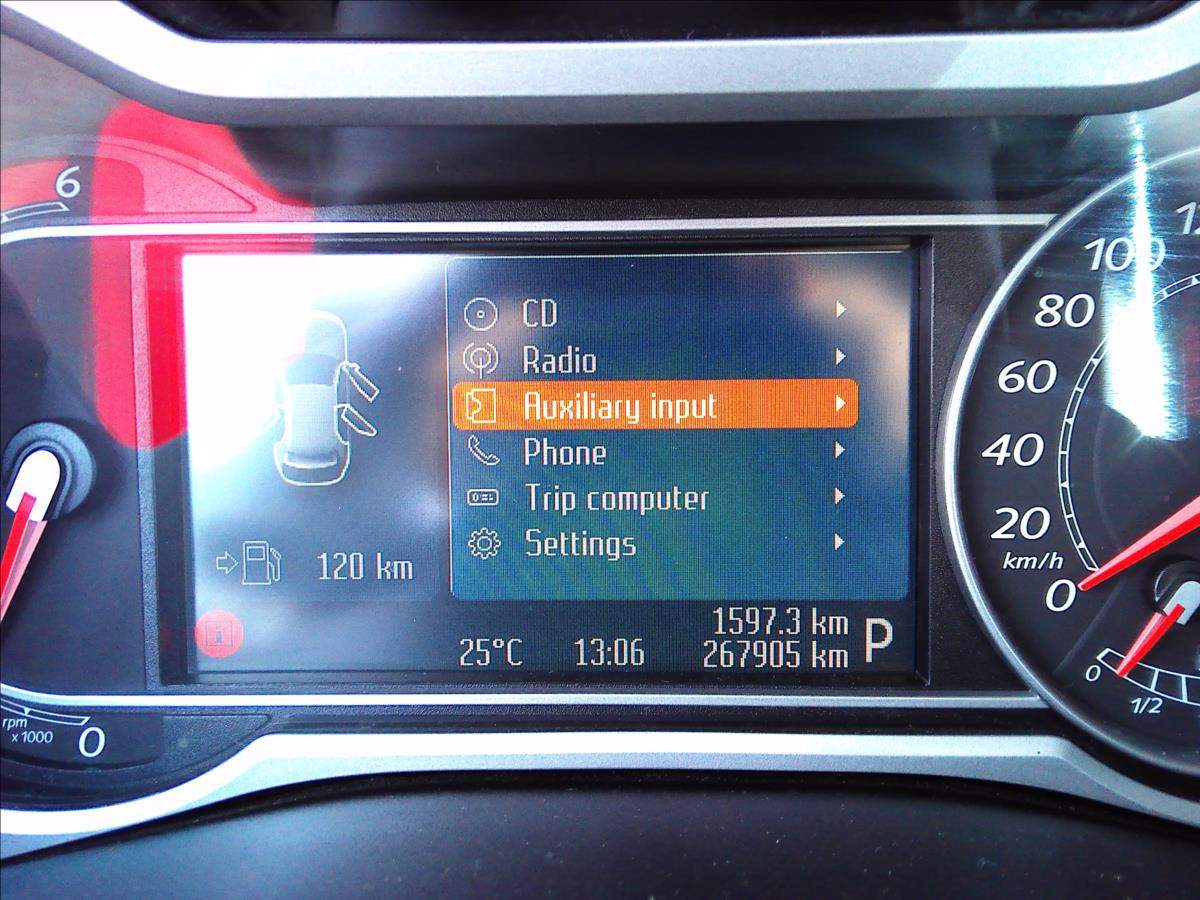 6
CD
Radio
Auxiliary input
Phone
Trip computer
Settings
120 km
i
25°C 13:06
1597.3 km
267905 km
P
rpm
x 1000
0
100
80
60
40
20
km/h
0
0
1/2